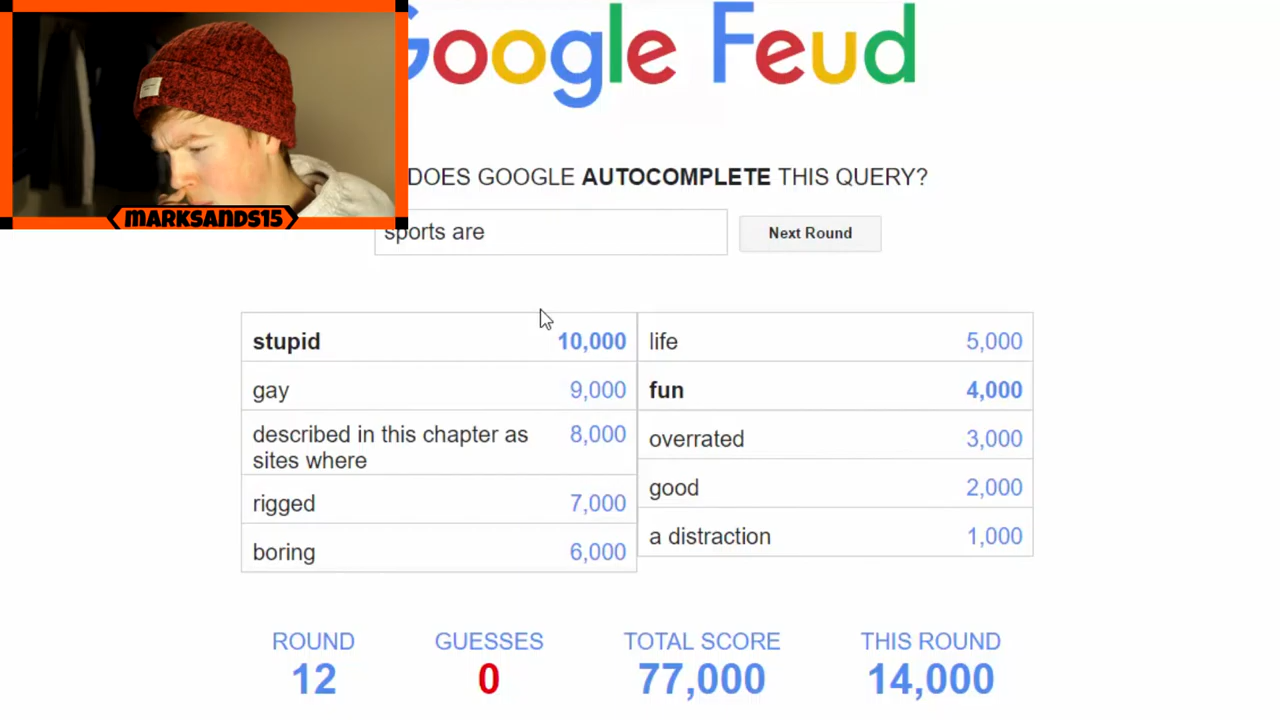 Google Feud
DOES GOOGLE AUTOCOMPLETE THIS QUERY?
MARKSANDS15
sports are
Next Round
stupid 10,000
gay 9,000
described in this chapter as
sites where 8,000
rigged 7,000
boring 6,000
life 5,000
fun 4,000
overrated 3,000
good 2,000
a distraction 1,000
ROUND GUESSES TOTAL SCORE THIS ROUND
12 0 77,000 14,000